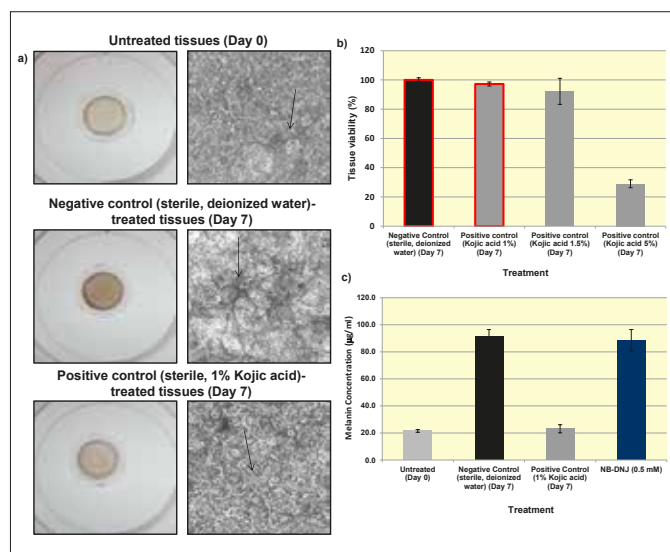 a)
Untreated tissues (Day 0)
Negative control (sterile, deionized water)-
treated tissues (Day 7)
Positive control (sterile, 1% Kojic acid)-
treated tissues (Day 7)
b)
120
100
80
60
40
20
0
Tissue viability (%)
Negative Control
(sterile, deionized
water) (Day 7)
Positive control
(Kojic acid 1%)
(Day 7)
Positive control
(Kojic acid 1.5%)
(Day 7)
Positive control
(Kojic acid 5%)
(Day 7)
Treatment
c)
120.0
100.0
80.0
60.0
40.0
20.0
0.0
Melanin Concentration (µg/ml)
Untreated
(Day 0)
Negative Control
(sterile, deionized
water) (Day 7)
Positive Control
(1% Kojic acid)
(Day 7)
NB-DNJ (0.5 mM)
Treatment